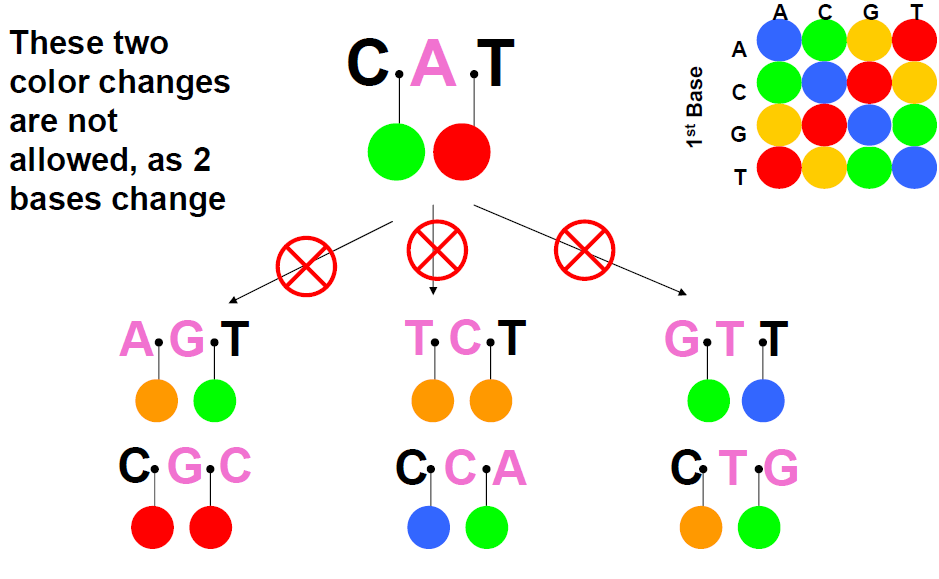 These two
color changes
are not
allowed, as 2
bases change
C A T
A C G T
1st Base
A
C
G
T
A G T
T C T
G T T
C G C
C C A
C T G